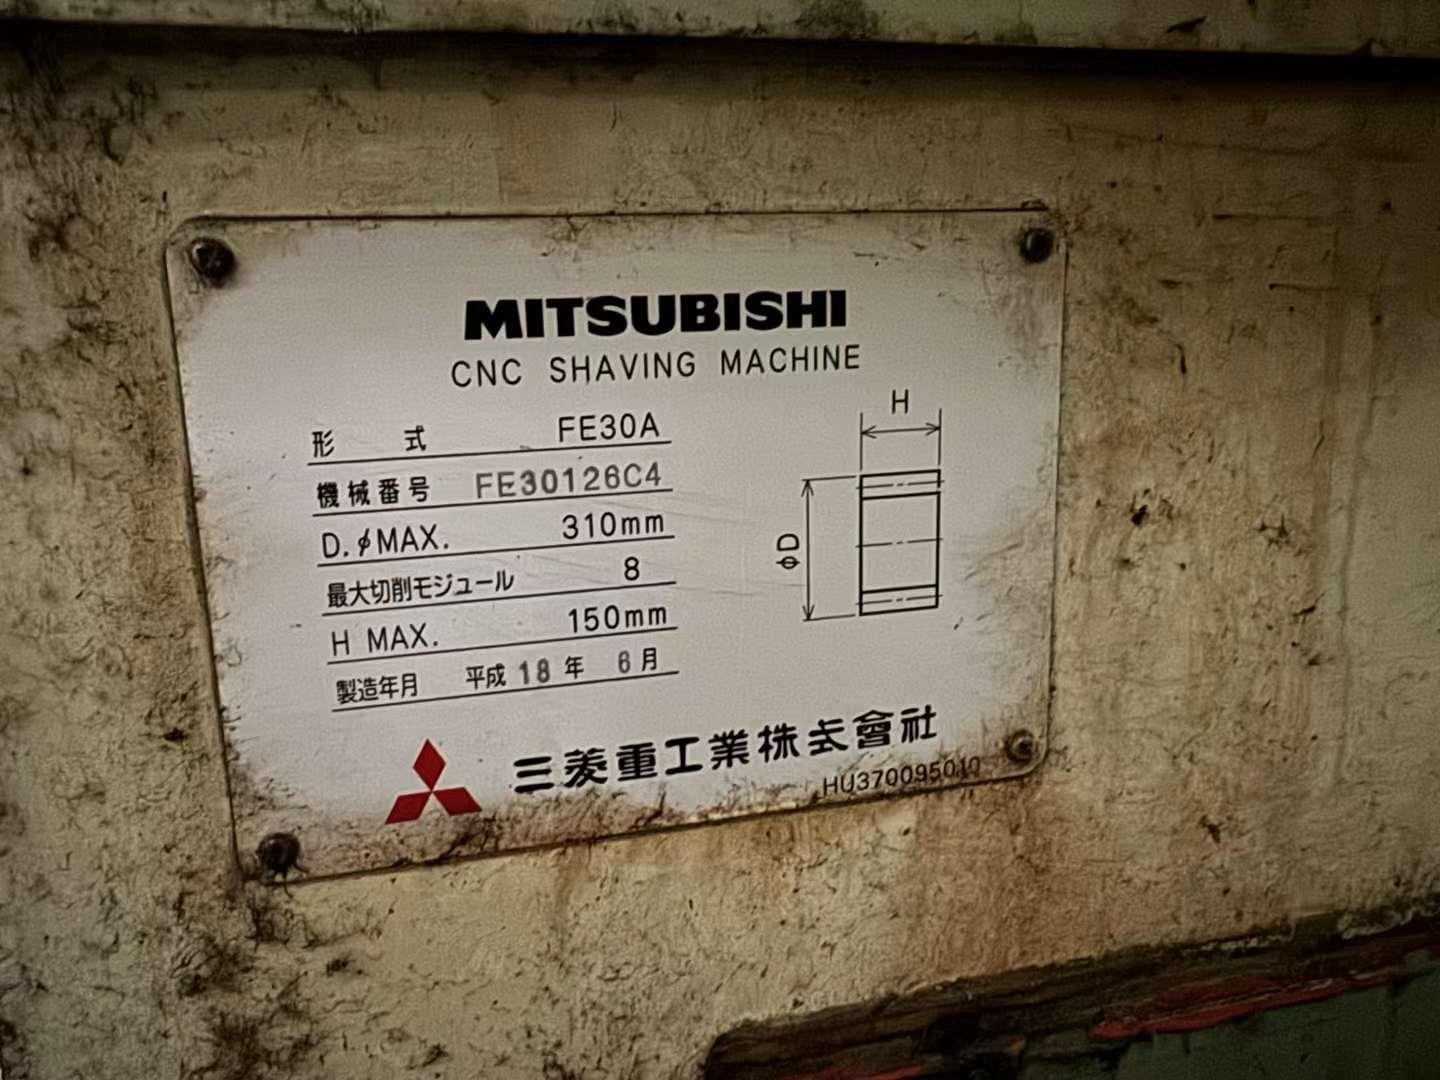 MITSUBISHI
CNC SHAVING MACHINE
形 式 FE30A
機械番号 FE30126C4
D.φMAX. 310mm
最大切削モジュール 8
H MAX. 150mm
製造年月 平成 18 年 6 月
H
φD
三菱重工業株式會社
HU370095010